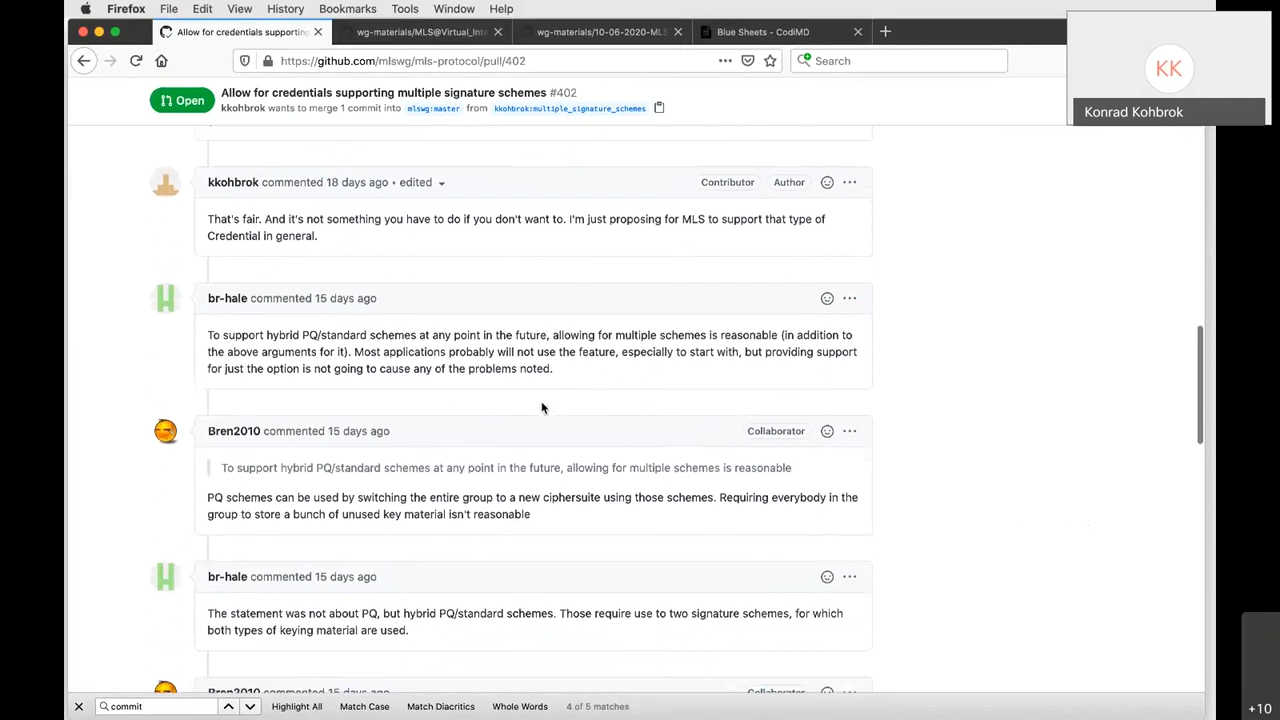 Firefox File Edit View History Bookmarks Tools Window Help
Allow for credentials supporting wg-materials/MLS@Virtual_Inte wg-materials/10-06-2020-MLS Blue Sheets - CodiMD
https://github.com/mlswg/mls-protocol/pull/402 Search
KK
Konrad Kohbrok
Open
Allow for credentials supporting multiple signature schemes #402
kkohbrok wants to merge 1 commit into mlswg:master from kkohbrok:multiple_signature_schemes
kkohbrok commented 18 days ago • edited Contributor Author
That's fair. And it's not something you have to do if you don't want to. I'm just proposing for MLS to support that type of
Credential in general.
br-hale commented 15 days ago
To support hybrid PQ/standard schemes at any point in the future, allowing for multiple schemes is reasonable (in addition to
the above arguments for it). Most applications probably will not use the feature, especially to start with, but providing support
for just the option is not going to cause any of the problems noted.
Bren2010 commented 15 days ago Collaborator
To support hybrid PQ/standard schemes at any point in the future, allowing for multiple schemes is reasonable
PQ schemes can be used by switching the entire group to a new ciphersuite using those schemes. Requiring everybody in the
group to store a bunch of unused key material isn't reasonable
br-hale commented 15 days ago
The statement was not about PQ, but hybrid PQ/standard schemes. Those require use to two signature schemes, for which
both types of keying material are used.
Bren2010 commented 15 days ago Collaborator
commit Highlight All Match Case Match Diacritics Whole Words 4 of 5 matches
+10